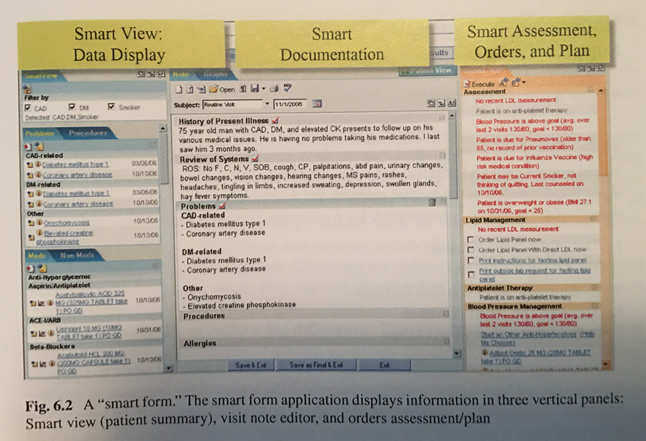 Smart View:
Data Display
Smart
Documentation
Smart Assessment,
Orders, and Plan
Smart View
Filter by
CAD
DM
Smoker
Detected CAD,DM,Smoker
Problems
Procedures
CAD-related
Diabetes mellitus type 1 03/06/06
Coronary artery disease 10/13/06
DM-related
Diabetes mellitus type 1 03/06/06
Coronary artery disease 10/13/06
Other
Onychomycosis 10/13/06
Elevated creatine 10/13/06
phosphokinase
Meds
Non-Meds
Anti-Hyperglycemic
Aspirin/Antiplatelet
Acetylsalicylic ACID 325
MG (325MG TABLET take
1) PO QD
ACE-I/ARB
Lisinopril 10 MG (10MG
TABLET take 1) PO QD
Beta-Blockers
Acebutolol HCL 200 MG
(200MG CAPSULE take 1)
PO QD
Note
Graphs
Open
Subject: Routine Visit 11/1/2006
History of Present Illness
75 year old man with CAD, DM, and elevated CK presents to follow up on his
various medical issues. He is having no problems taking his medications. I last
saw him 3 months ago.
Review of Systems
ROS: No F, C, N, V, SOB, cough, CP, palpitations, abd pain, urinary changes,
bowel changes, vision changes, hearing changes, MS pains, rashes,
headaches, tingling in limbs, increased sweating, depression, swollen glands,
hay fever symptoms.
Problems
CAD-related
- Diabetes mellitus type 1
- Coronary artery disease
DM-related
- Diabetes mellitus type 1
- Coronary artery disease
Other
- Onychomycosis
- Elevated creatine phosphokinase
Procedures
Allergies
Save & Exit
Save as Final & Exit
Exit
Results
Patient View
Execute
Assessment
No recent LDL measurement
Patient is on anti-platelet therapy
Blood Pressure is above goal (avg. over
last 2 visits 130/80, goal < 130/80)
Patient is due for Pneumovax (older than
65, no record of prior vaccination)
Patient is due for Influenza Vaccine (high
risk medical condition)
Patient may be Current Smoker, not
thinking of quitting. Last counseled on
10/13/06.
Patient is overweight or obese (BMI 27.1
on 10/31/06, goal < 25)
Lipid Management
No recent LDL measurement
Order Lipid Panel now
Order Lipid Panel With Direct LDL now
Print instructions for fasting lipid
panel
Print outside lab request for fasting lipid
panel
Antiplatelet Therapy
Patient is on anti-platelet therapy
Blood Pressure Management
Blood Pressure is above goal (avg. over
last 2 visits 130/80, goal < 130/80)
Start an Other Anti-Hypertensive (Help
Me Choose)
TABLET take
1) PO QD
Fig. 6.2 A “smart form.” The smart form application displays information in three vertical panels:
Smart view (patient summary), visit note editor, and orders assessment/plan